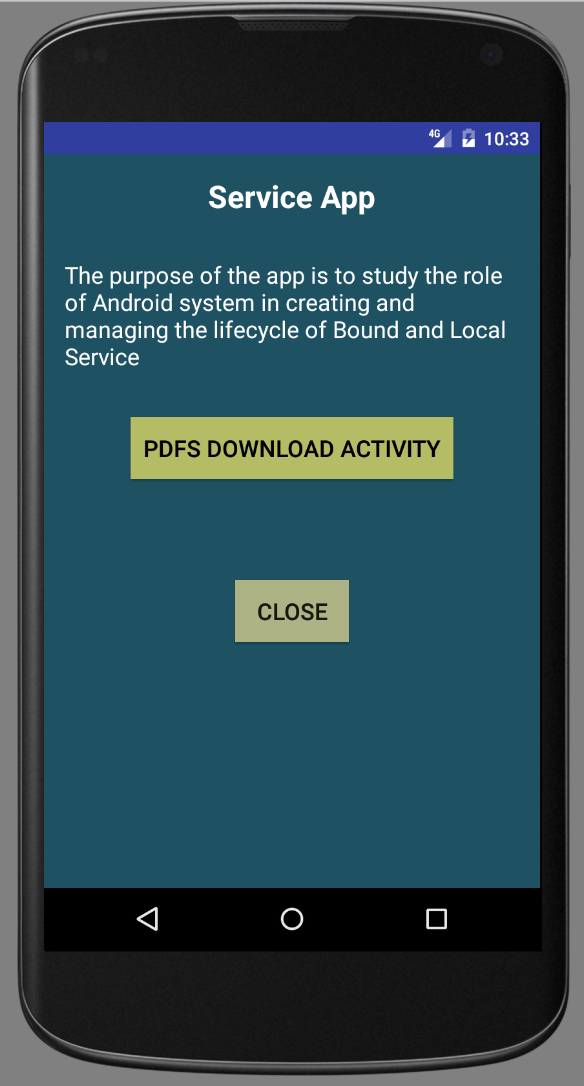 4G 10:33
Service App
The purpose of the app is to study the role
of Android system in creating and
managing the lifecycle of Bound and Local
Service
PDFS DOWNLOAD ACTIVITY
CLOSE